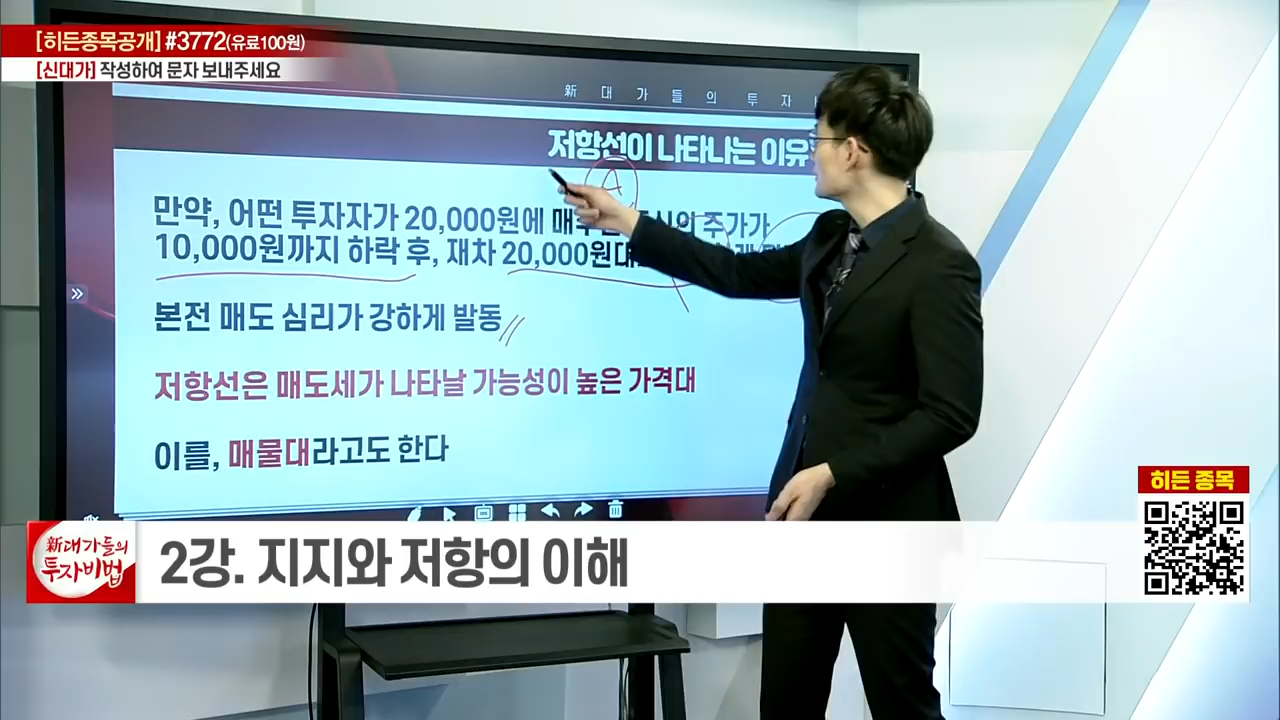 [히든종목공개] #3772(유료100원)
[신대가] 작성하여 문자 보내주세요
新 대 가 들 의 투 자
저항선이 나타나는 이유
A
만약, 어떤 투자자가 20,000원에 주가가
10,000원까지 하락 후, 재차 20,000원대
본전 매도 심리가 강하게 발동
저항선은 매도세가 나타날 가능성이 높은 가격대
이를, 매물대라고도 한다
히든 종목
新대가들의
투자비법
2강. 지지와 저항의 이해